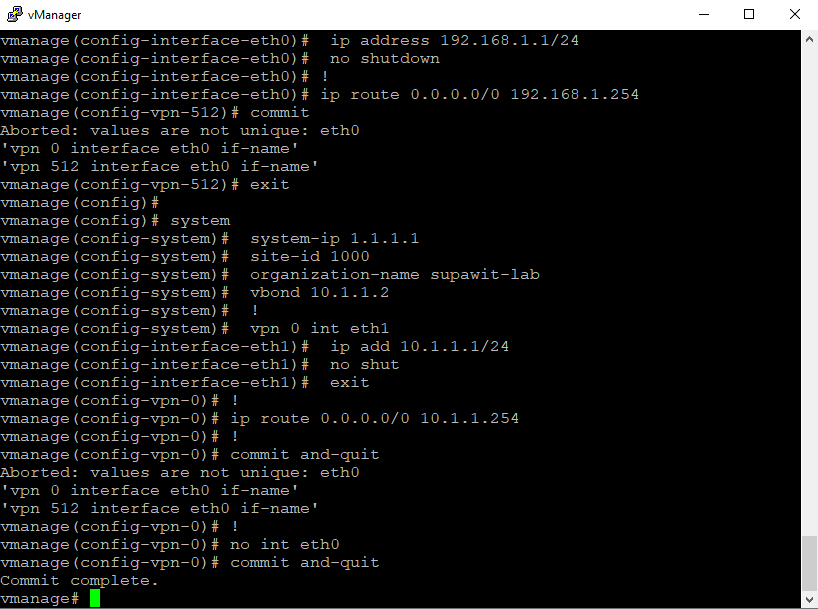 vManager
vmanage(config-interface-eth0)#  ip address 192.168.1.1/24
vmanage(config-interface-eth0)#  no shutdown
vmanage(config-interface-eth0)# !
vmanage(config-interface-eth0)# ip route 0.0.0.0/0 192.168.1.254
vmanage(config-vpn-512)# commit
Aborted: values are not unique: eth0
'vpn 0 interface eth0 if-name'
'vpn 512 interface eth0 if-name'
vmanage(config-vpn-512)# exit
vmanage(config)#
vmanage(config)# system
vmanage(config-system)#  system-ip 1.1.1.1
vmanage(config-system)#  site-id 1000
vmanage(config-system)#  organization-name supawit-lab
vmanage(config-system)#  vbond 10.1.1.2
vmanage(config-system)#  !
vmanage(config-system)#  vpn 0 int eth1
vmanage(config-interface-eth1)#  ip add 10.1.1.1/24
vmanage(config-interface-eth1)#  no shut
vmanage(config-interface-eth1)#  exit
vmanage(config-vpn-0)# !
vmanage(config-vpn-0)# ip route 0.0.0.0/0 10.1.1.254
vmanage(config-vpn-0)# !
vmanage(config-vpn-0)# commit and-quit
Aborted: values are not unique: eth0
'vpn 0 interface eth0 if-name'
'vpn 512 interface eth0 if-name'
vmanage(config-vpn-0)# !
vmanage(config-vpn-0)# no int eth0
vmanage(config-vpn-0)# commit and-quit
Commit complete.
vmanage#